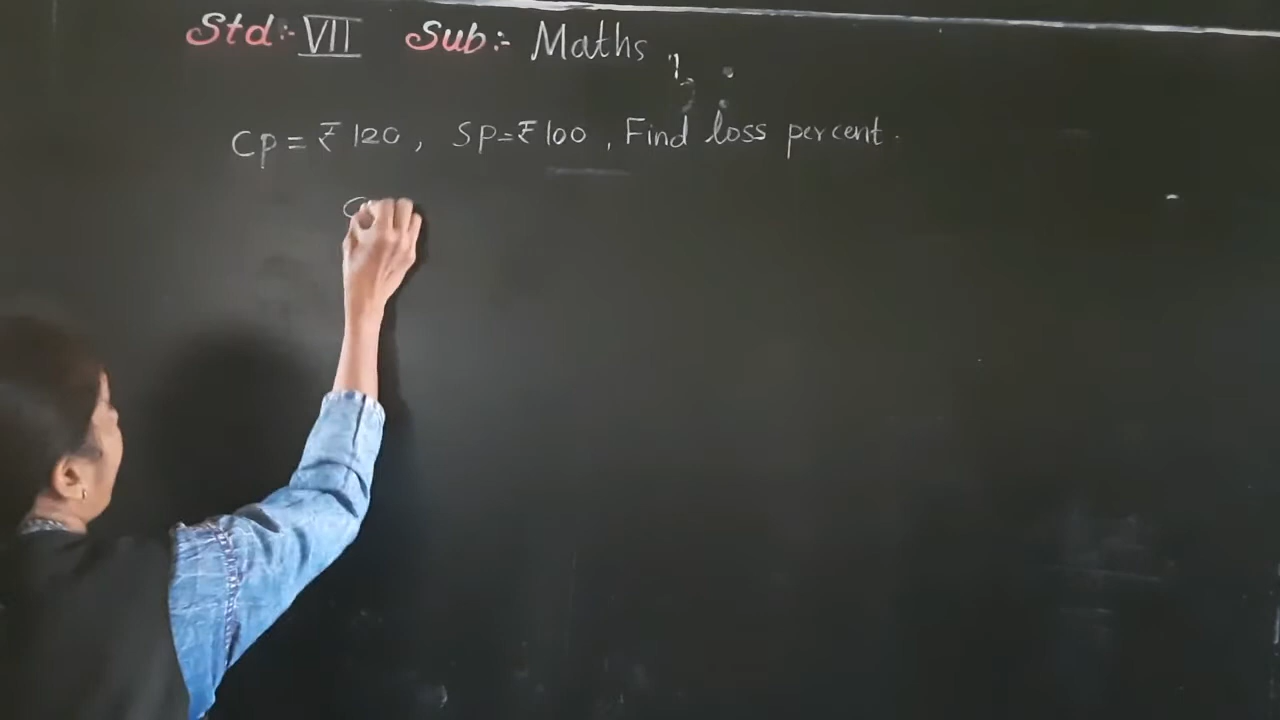 Std:- VII Sub:- Maths
CP = ₹ 120, SP=₹ 100, Find loss percent.
C